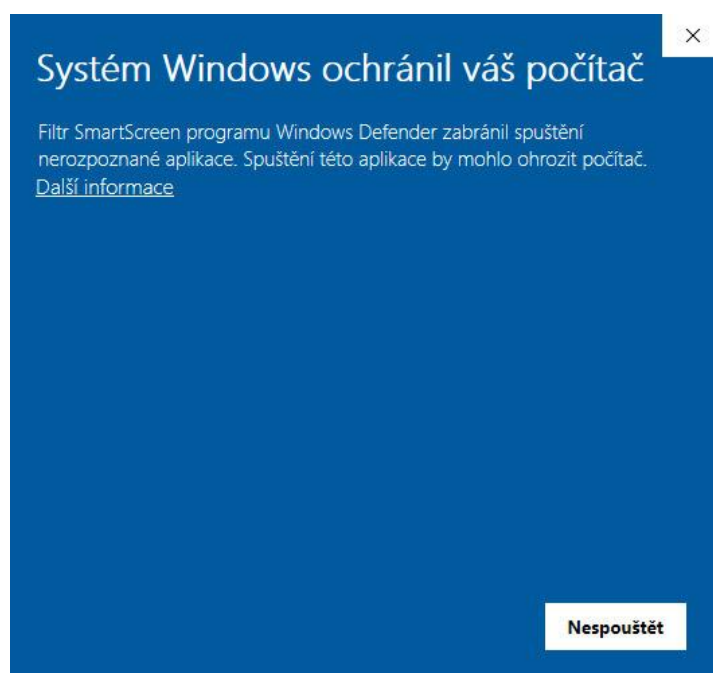 Systém Windows ochránil váš počítač
Filtr SmartScreen programu Windows Defender zabránil spuštění
nerozpoznané aplikace. Spuštění této aplikace by mohlo ohrozit počítač.
Další informace
Nespouštět